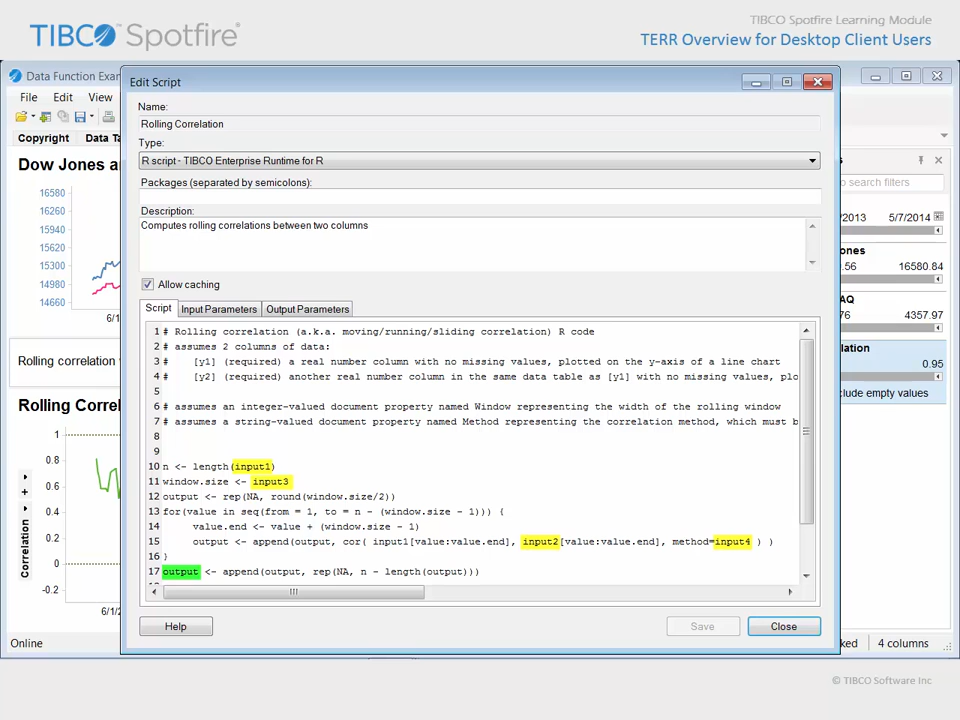 TIBCO™ Spotfire®
TIBCO Spotfire Learning Module
TERR Overview for Desktop Client Users
Data Function Exar
File Edit View
Copyright Data Ta
Dow Jones a
16580
16260
15940
15620
15300
14980
14660
6/1
Rolling correlation
Rolling Correl
1
0.8
0.6
0.4
0.2
0
-0.2
Correlation
6/1/2
Online
Edit Script
Name:
Rolling Correlation
Type:
R script - TIBCO Enterprise Runtime for R
Packages (separated by semicolons):
Description:
Computes rolling correlations between two columns
Allow caching
Script Input Parameters Output Parameters
1 # Rolling correlation (a.k.a. moving/running/sliding correlation) R code
2 # assumes 2 columns of data:
3 # [y1] (required) a real number column with no missing values, plotted on the y-axis of a line chart
4 # [y2] (required) another real number column in the same data table as [y1] with no missing values, plo
5
6 # assumes an integer-valued document property named Window representing the width of the rolling window
7 # assumes a string-valued document property named Method representing the correlation method, which must b
8
9
10 n <- length(input1)
11 window.size <- input3
12 output <- rep(NA, round(window.size/2))
13 for(value in seq(from = 1, to = n - (window.size - 1))) {
14 value.end <- value + (window.size - 1)
15 output <- append(output, cor( input1[value:value.end], input2[value:value.end], method=input4 ) )
16 }
17 output <- append(output, rep(NA, n - length(output)))
Help Save Close
s
o search filters
/2013 5/7/2014
ones
.56 16580.84
AQ
4357.97
lation
0.95
lude empty values
ked 4 columns
© TIBCO Software Inc